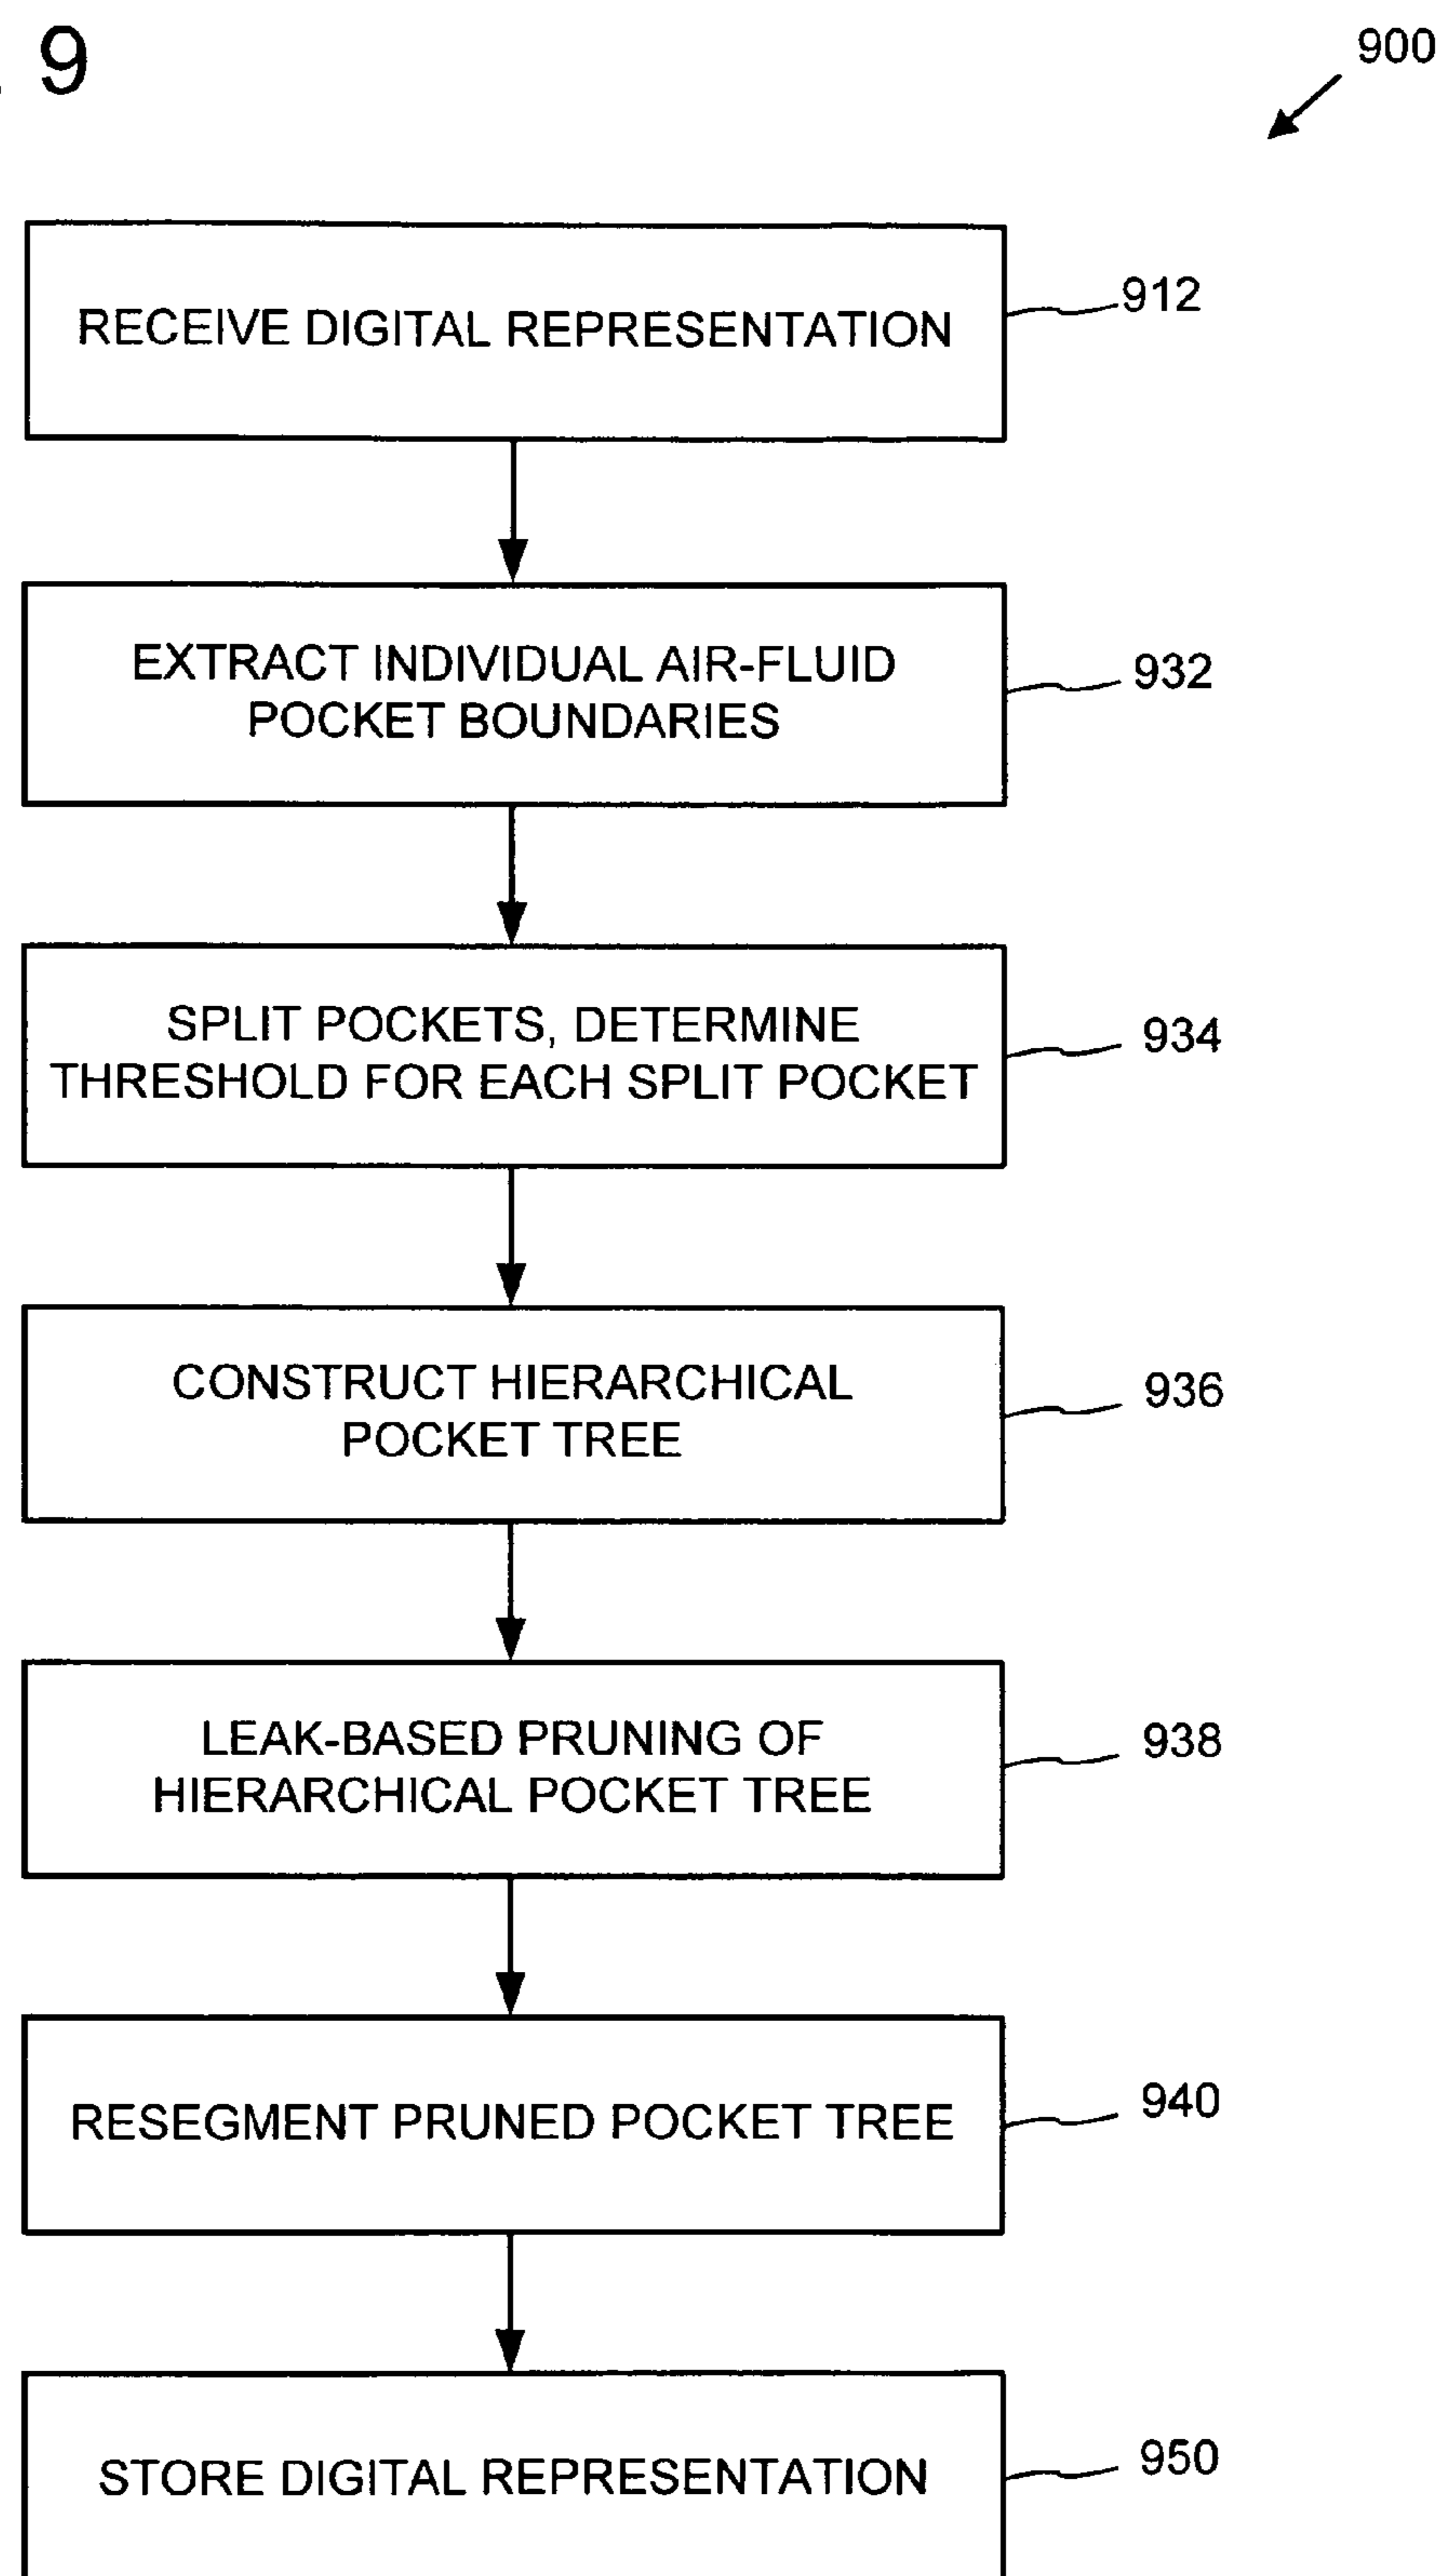 9
900
RECEIVE DIGITAL REPRESENTATION
912
EXTRACT INDIVIDUAL AIR-FLUID
POCKET BOUNDARIES
932
SPLIT POCKETS, DETERMINE
THRESHOLD FOR EACH SPLIT POCKET
934
CONSTRUCT HIERARCHICAL
POCKET TREE
936
LEAK-BASED PRUNING OF
HIERARCHICAL POCKET TREE
938
RESEGMENT PRUNED POCKET TREE
940
STORE DIGITAL REPRESENTATION
950